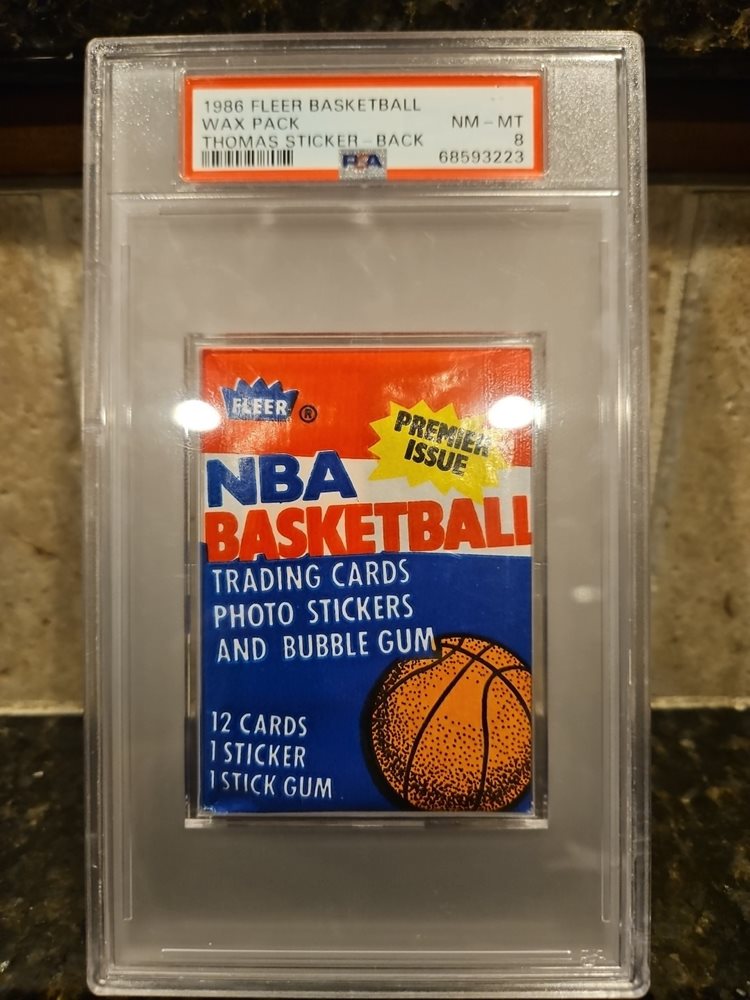 1986 FLEER BASKETBALL
WAX PACK NM - MT
THOMAS STICKER - BACK 8
PSA 68593223
FLEER ®
PREMIER
ISSUE
NBA
BASKETBALL
TRADING CARDS
PHOTO STICKERS
AND BUBBLE GUM
12 CARDS
1 STICKER
1 STICK GUM